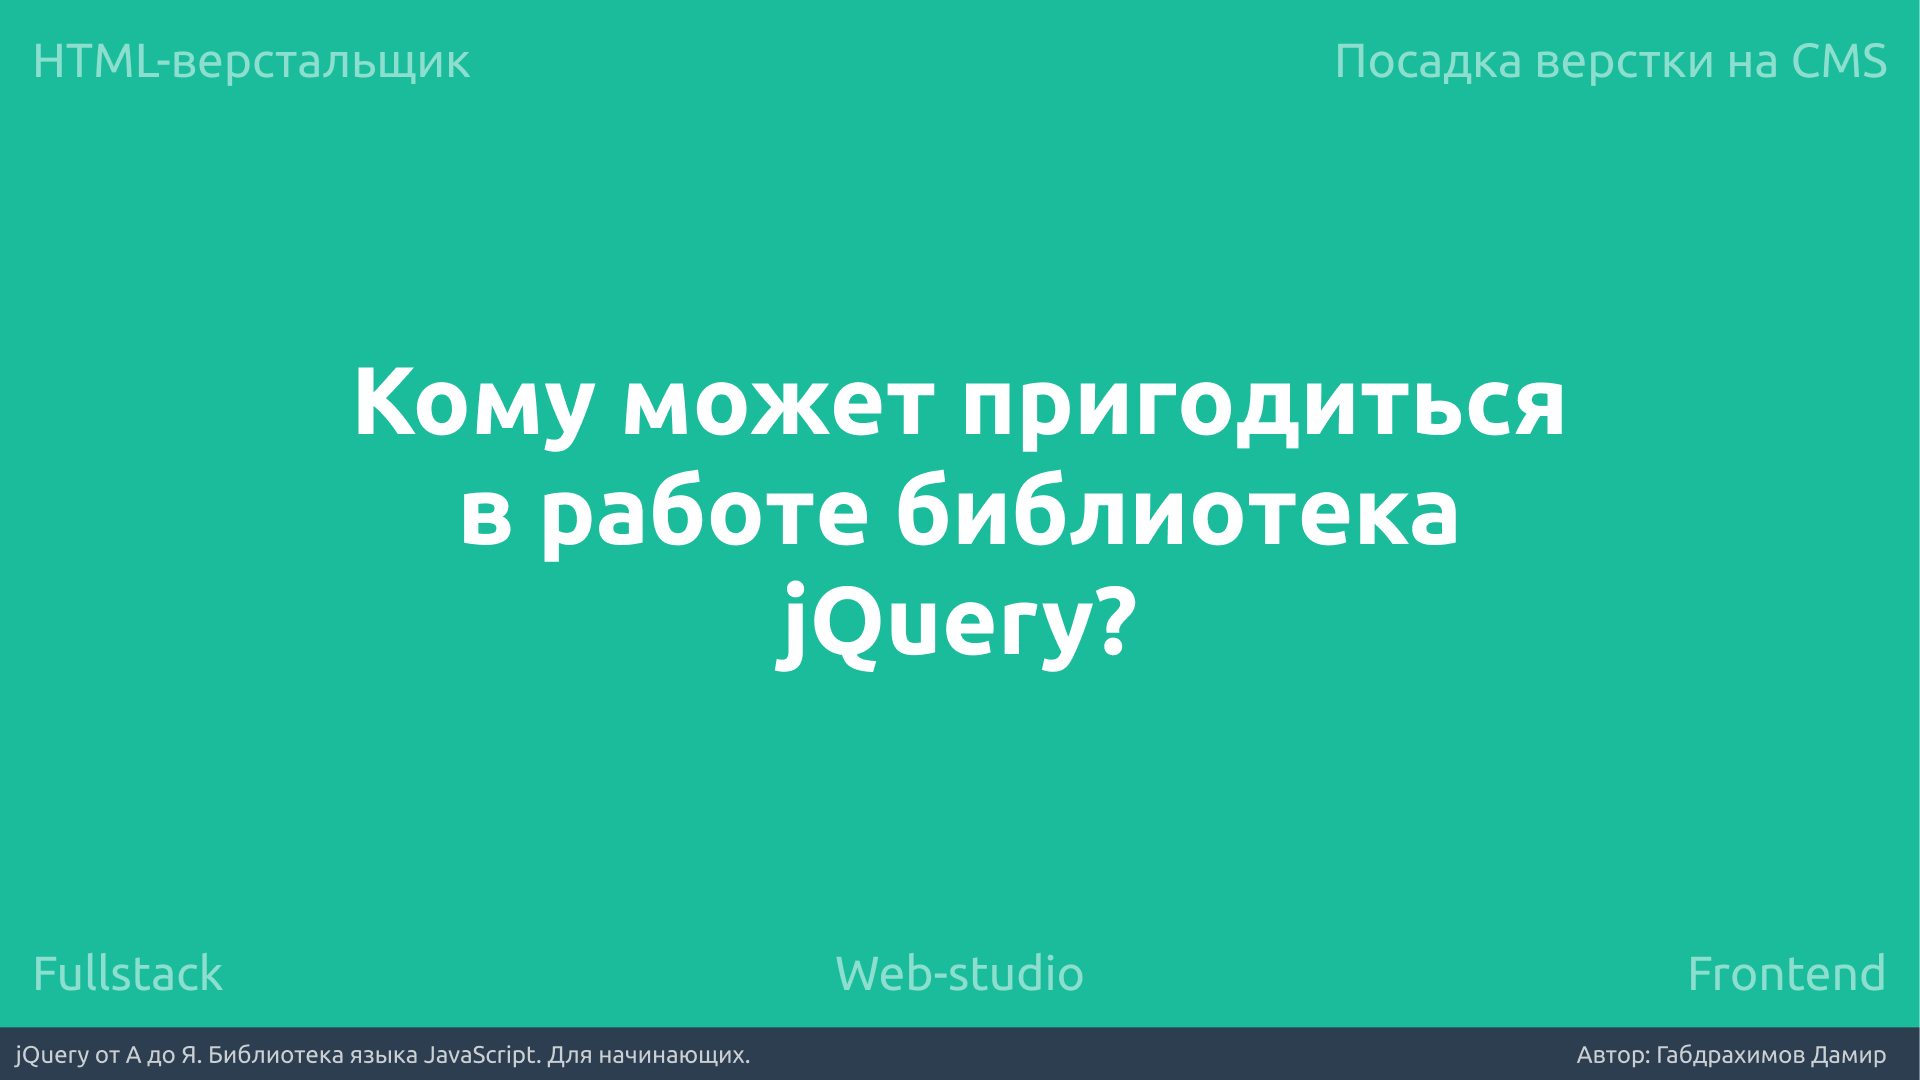 HTML-верстальщик
Посадка верстки на CMS
Кому может пригодиться
в работе библиотека
jQuery?
Fullstack
Web-studio
Frontend
jQuery от А до Я. Библиотека языка JavaScript. Для начинающих.
Автор: Габдрахимов Дамир